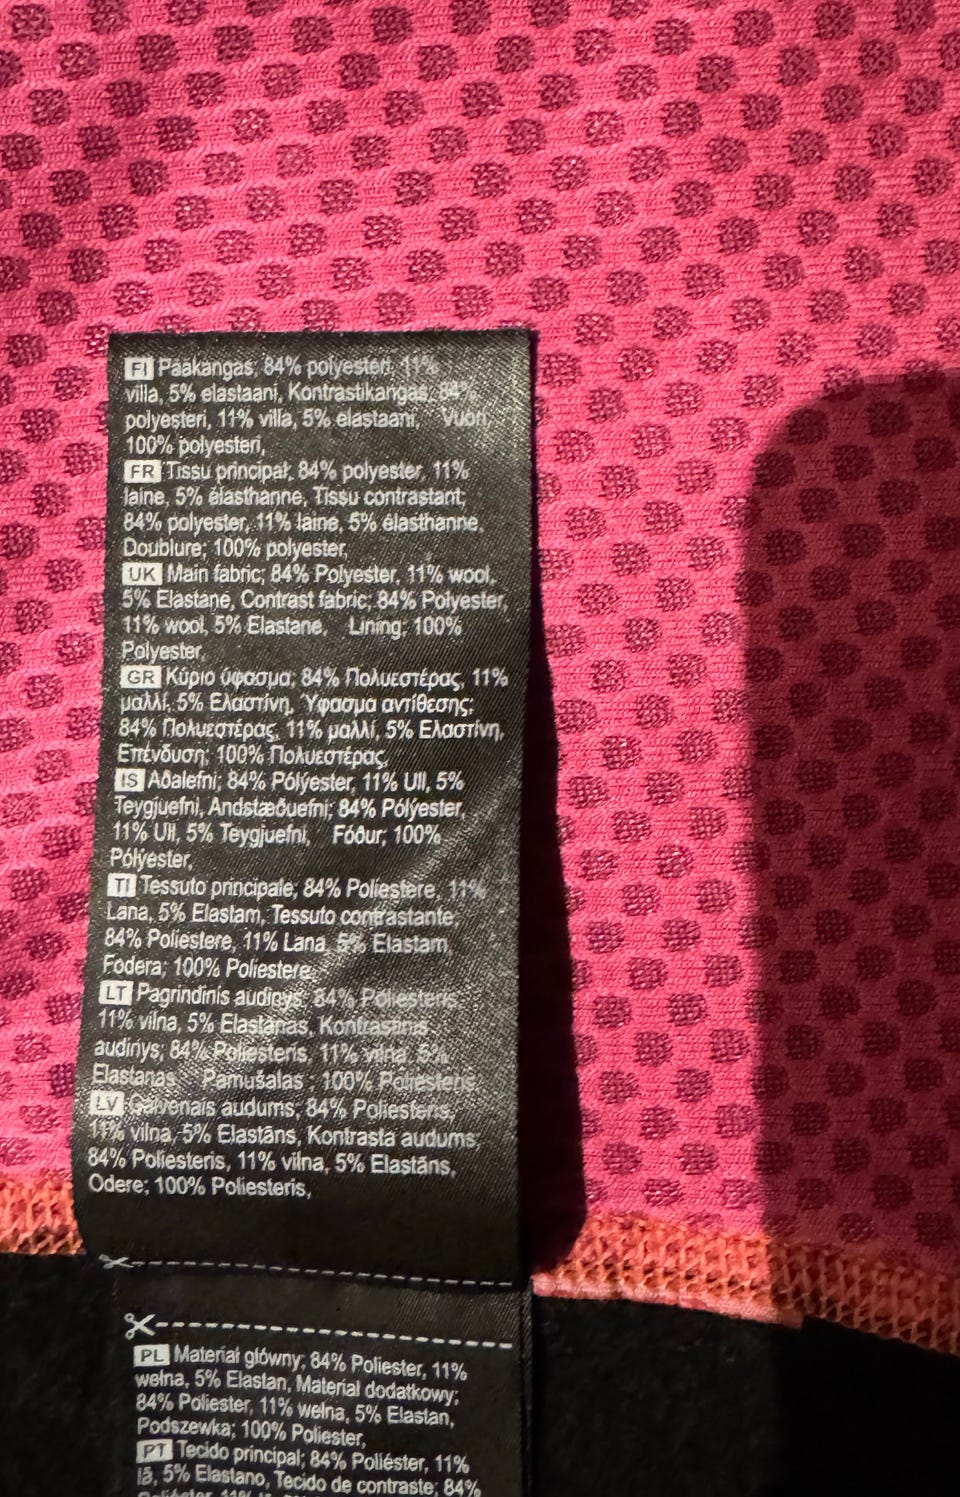 FI Pääkangas; 84% polyesteri, 11%
villa, 5% elastaani, Kontrastikangas; 84%
polyesteri, 11% villa, 5% elastaani, Vuori;
100% polyesteri,
FR Tissu principal; 84% polyester, 11%
laine, 5% élasthanne, Tissu contrastant;
84% polyester, 11% laine, 5% élasthanne,
Doublure; 100% polyester,
UK Main fabric; 84% Polyester, 11% wool,
5% Elastane, Contrast fabric; 84% Polyester,
11% wool, 5% Elastane, Lining; 100%
Polyester,
GR Κύριο ύφασμα; 84% Πολυεστέρας, 11%
μαλλί, 5% Ελαστίνη, Υφασμα αντίθεσης;
84% Πολυεστέρας, 11% μαλλί, 5% Ελαστίνη,
Επένδυση; 100% Πολυεστέρας,
IS Aðalefni; 84% Pólýester, 11% Ull, 5%
Teygjuefni, Andstæðuefni; 84% Pólýester,
11% Ull, 5% Teygjuefni, Fóður; 100%
Pólýester,
TI Tessuto principale; 84% Poliestere, 11%
Lana, 5% Elastam, Tessuto contrastante;
84% Poliestere, 11% Lana, 5% Elastam,
Fodera; 100% Poliestere,
LT Pagrindinis audinys; 84% Poliesteris,
11% vilna, 5% Elastanas, Kontrastinis
audinys; 84% Poliesteris, 11% vilna, 5%
Elastanas Pamušalas - 100% Poliesteris,
LV Galvenais audums; 84% Poliesteris,
11% vilna, 5% Elastāns, Kontrasta audums;
84% Poliesteris, 11% vilna, 5% Elastāns,
Odere; 100% Poliesteris,
PL Materiał główny; 84% Poliester, 11%
wełna, 5% Elastan, Materiał dodatkowy;
84% Poliester, 11% wełna, 5% Elastan,
Podszewka; 100% Poliester,
PT Tecido principal; 84% Poliéster, 11%
lã, 5% Elastano, Tecido de contraste; 84%